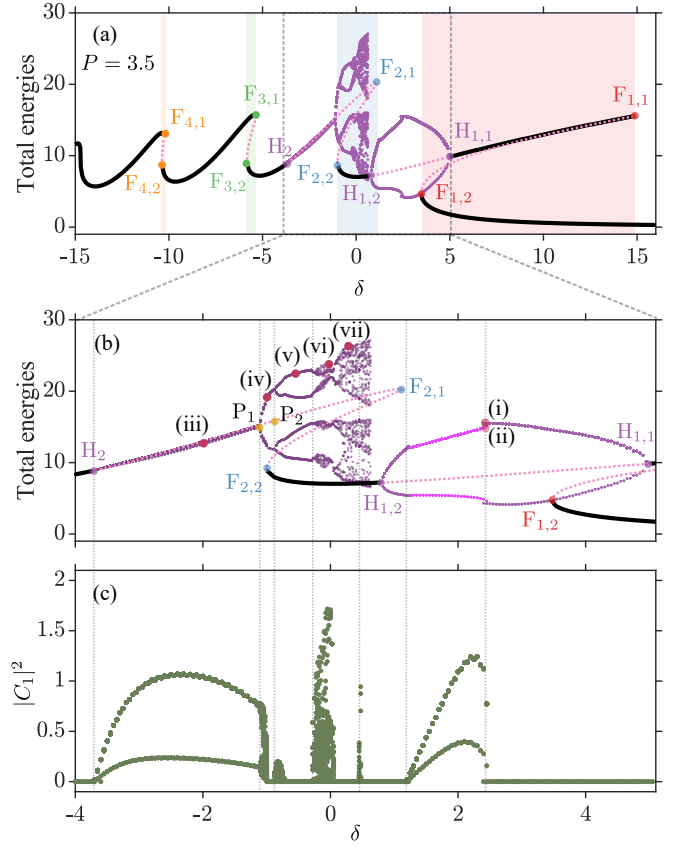 (a)
P = 3.5
Total energies
30
20
10
0
F4,1
F4,2
F3,1
F3,2
H2
F2,1
F2,2
H1,2
H1,1
F1,1
F1,2
-15 -10 -5 0 5 10 15
δ
(b)
Total energies
30
20
10
0
H2
(iii)
P1
P2
(iv)
(v)
(vi)
(vii)
F2,1
F2,2
(i)
(ii)
H1,1
H1,2
F1,2
(c)
|C1|²
2
1.5
1
0.5
0
-4 -2 0 2 4
δ